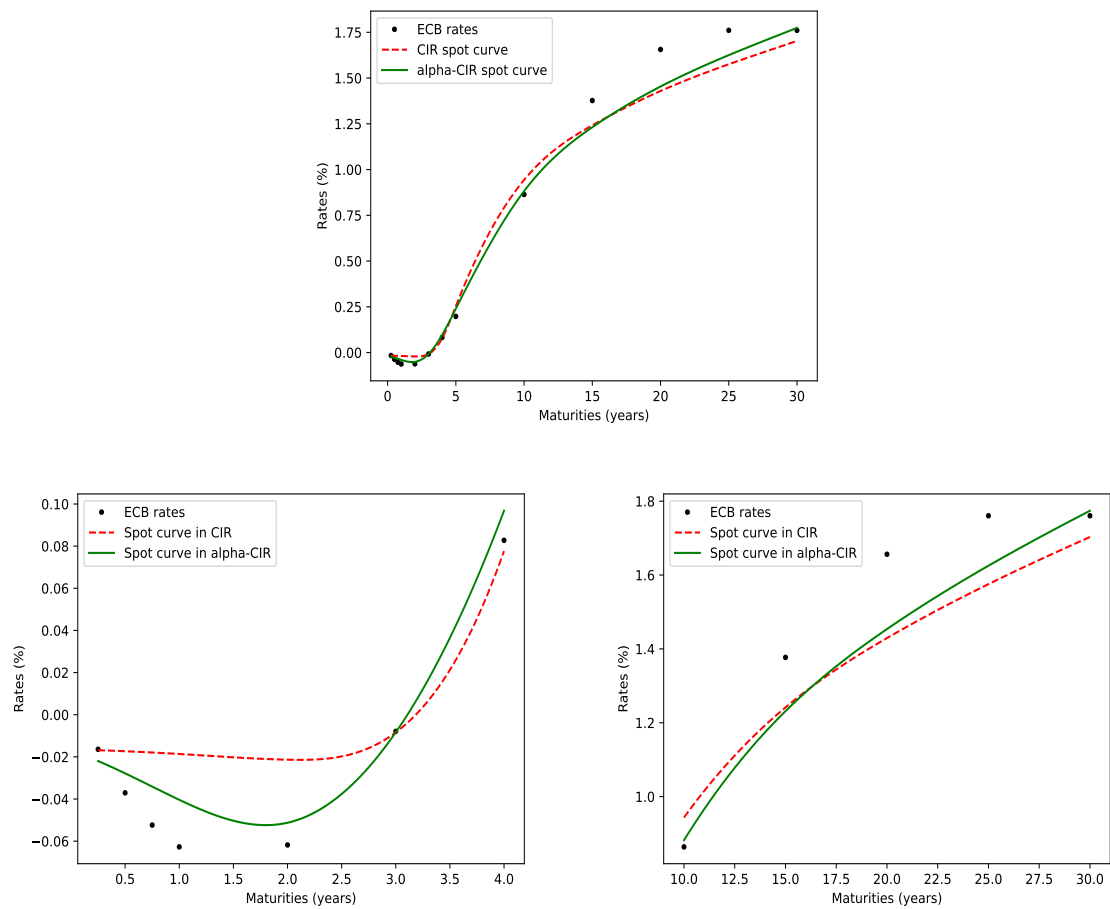 ECB rates
CIR spot curve
alpha-CIR spot curve
1.75
1.50
1.25
1.00
0.75
0.50
0.25
0.00
Rates (%)
0 5 10 15 20 25 30
Maturities (years)
ECB rates
Spot curve in CIR
Spot curve in alpha-CIR
0.10
0.08
0.06
0.04
0.02
0.00
−0.02
−0.04
−0.06
Rates (%)
0.5 1.0 1.5 2.0 2.5 3.0 3.5 4.0
Maturities (years)
ECB rates
Spot curve in CIR
Spot curve in alpha-CIR
1.8
1.6
1.4
1.2
1.0
Rates (%)
10.0 12.5 15.0 17.5 20.0 22.5 25.0 27.5 30.0
Maturities (years)